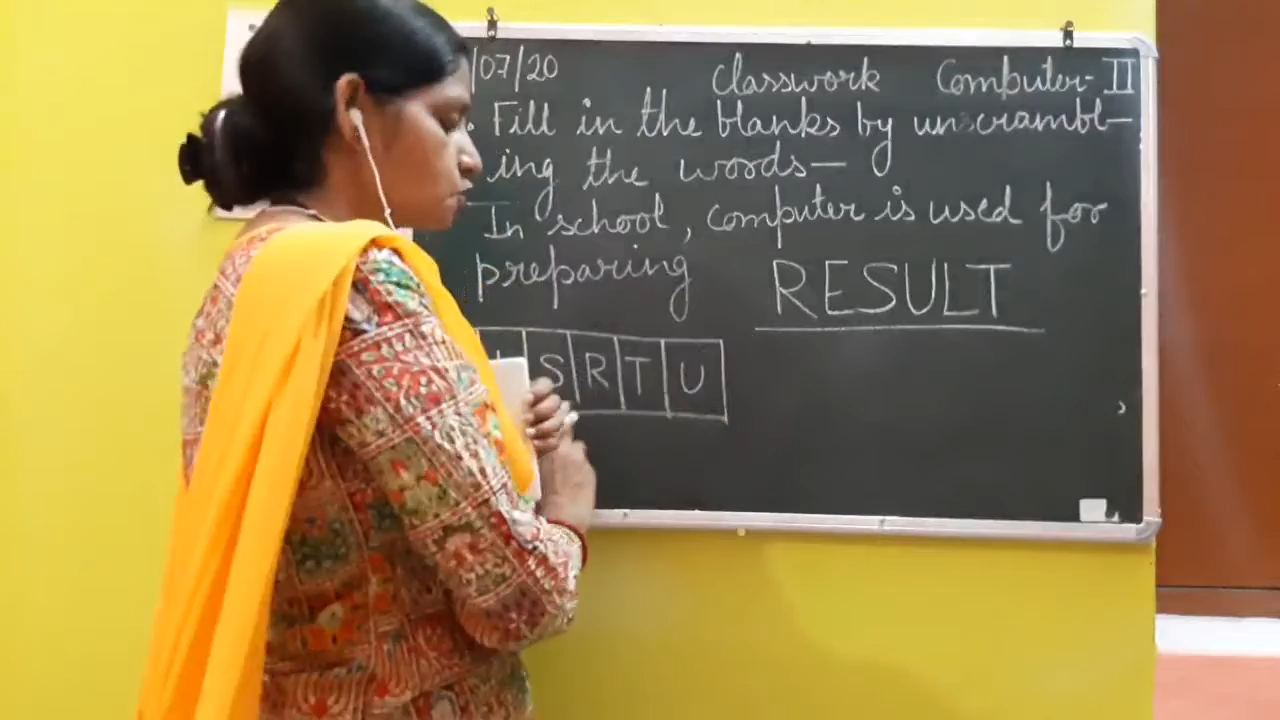 /07/20 Classwork Computer-II
. Fill in the blanks by unscrambl-
ing the words—
In school, computer is used for
preparing RESULT
S R T U